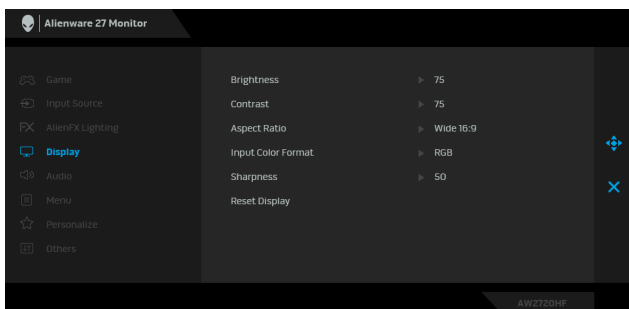 Alienware 27 Monitor
Game
Input Source
FX AlienFX Lighting
Display
Audio
Menu
Personalize
Others
Brightness 75
Contrast 75
Aspect Ratio Wide 16:9
Input Color Format RGB
Sharpness 50
Reset Display
AW2720HF